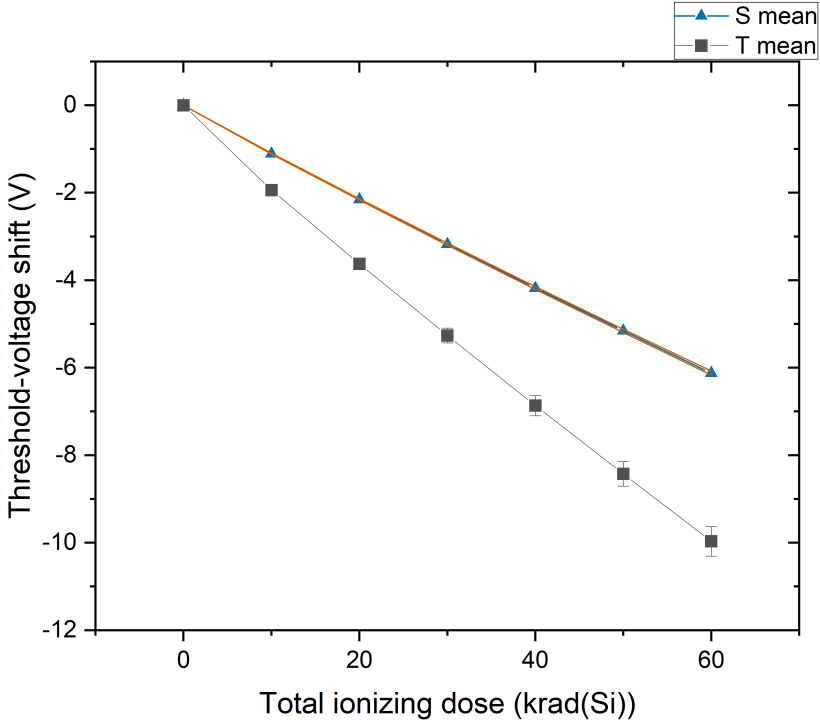 S mean
T mean
0
-2
-4
-6
-8
-10
-12
Threshold-voltage shift (V)
0 20 40 60
Total ionizing dose (krad(Si))